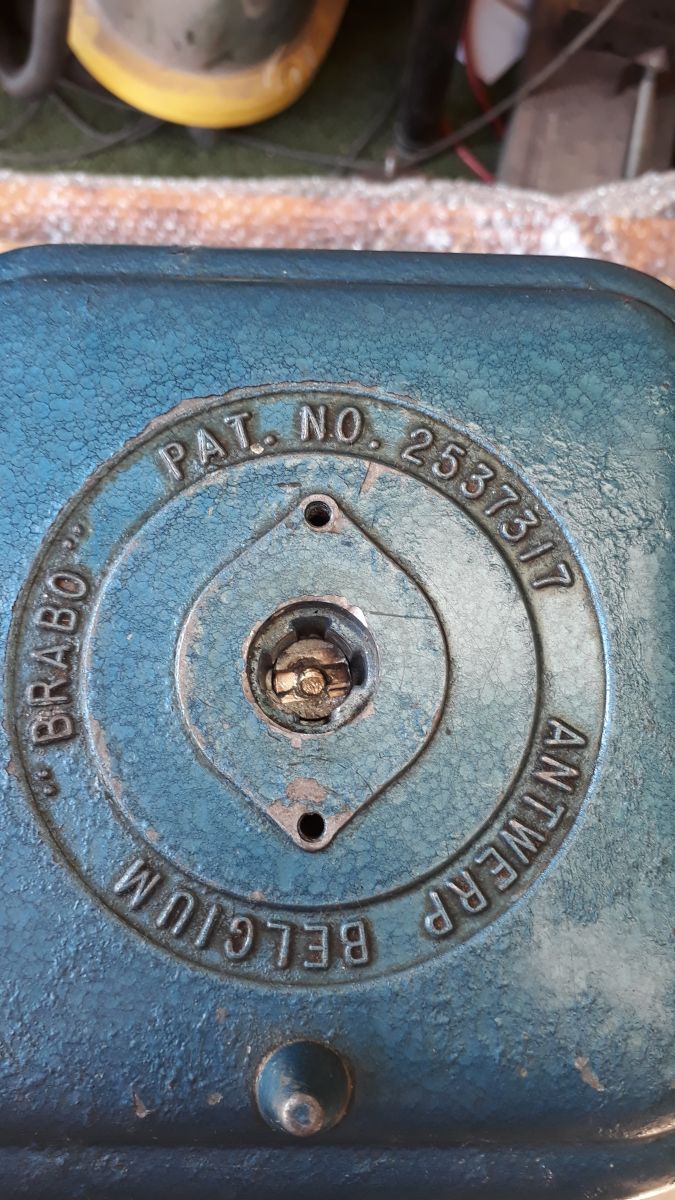 "BRABO"
PAT. NO. 2537317
ANTWERP BELGIUM